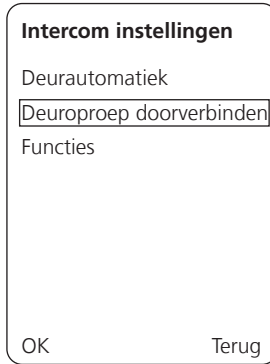 Intercom instellingen
Deurautomatiek
Deuroproep doorverbinden
Functies
OK Terug